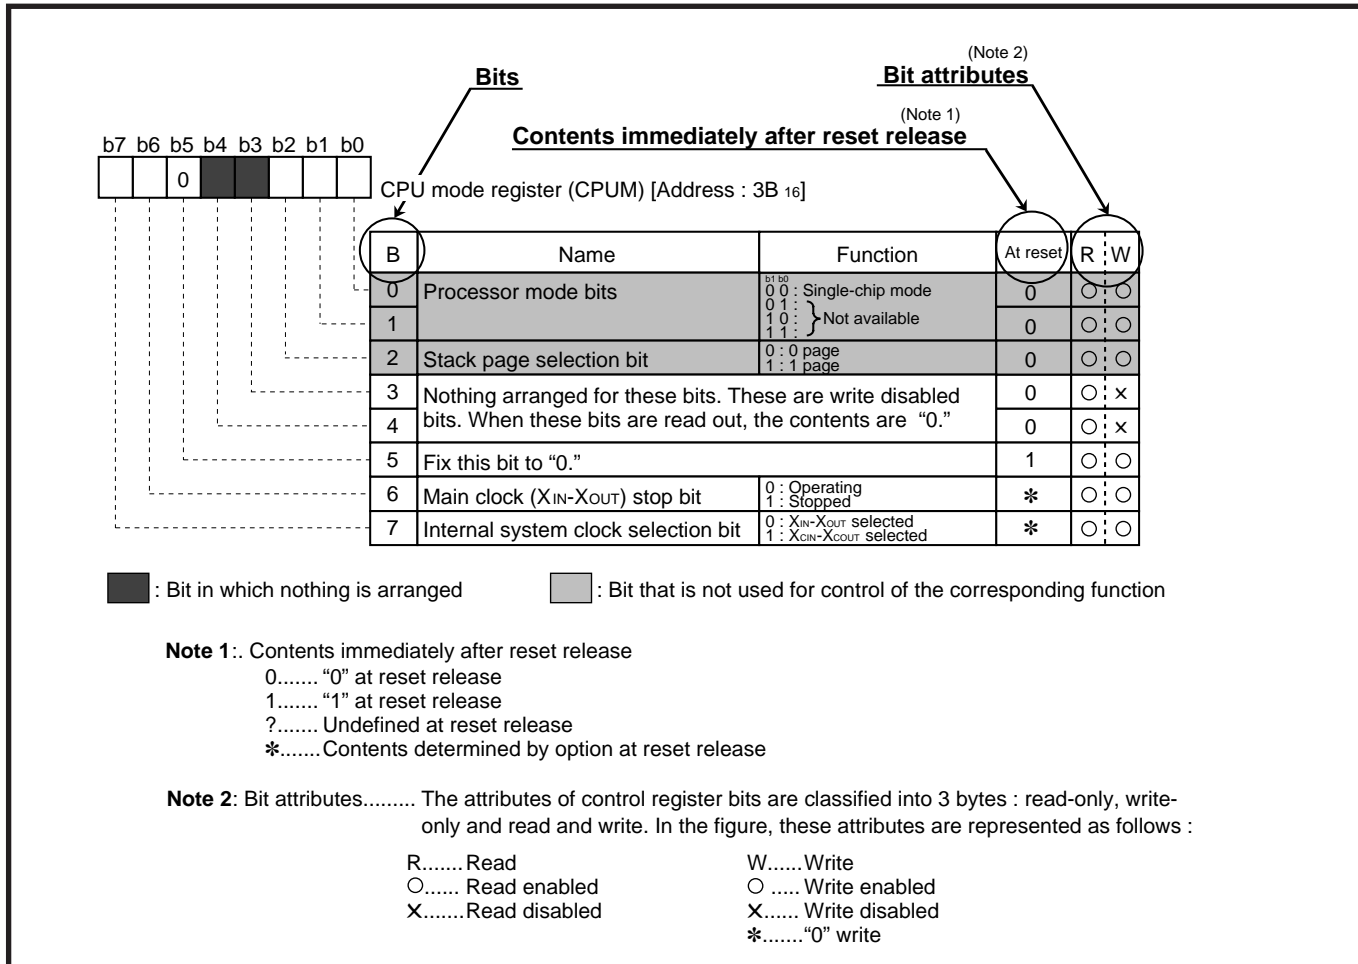 (Note 2)
Bits
Bit attributes
(Note 1)
Contents immediately after reset release
b7 b6 b5 b4 b3 b2 b1 b0
0
CPU mode register (CPUM) [Address : 3B 16]
B Name Function At reset R W
0 Processor mode bits b1 b0
0 0 : Single-chip mode 0 ○ ○
0 1 :
1 1 0 : } Not available 0 ○ ○
1 1 :
2 Stack page selection bit 0 : 0 page 0 ○ ○
1 : 1 page
3 Nothing arranged for these bits. These are write disabled 0 ○ ×
4 bits. When these bits are read out, the contents are “0.” 0 ○ ×
5 Fix this bit to “0.” 1 ○ ○
6 Main clock (XIN-XOUT) stop bit 0 : Operating ✻ ○ ○
1 : Stopped
7 Internal system clock selection bit 0 : XIN-XOUT selected ✻ ○ ○
1 : XCIN-XCOUT selected
: Bit in which nothing is arranged : Bit that is not used for control of the corresponding function
Note 1:. Contents immediately after reset release
0....... “0” at reset release
1....... “1” at reset release
?....... Undefined at reset release
✻.......Contents determined by option at reset release
Note 2: Bit attributes......... The attributes of control register bits are classified into 3 bytes : read-only, write-
only and read and write. In the figure, these attributes are represented as follows :
R.......Read W......Write
○...... Read enabled ○ ..... Write enabled
×.......Read disabled ×...... Write disabled
✻.......“0” write